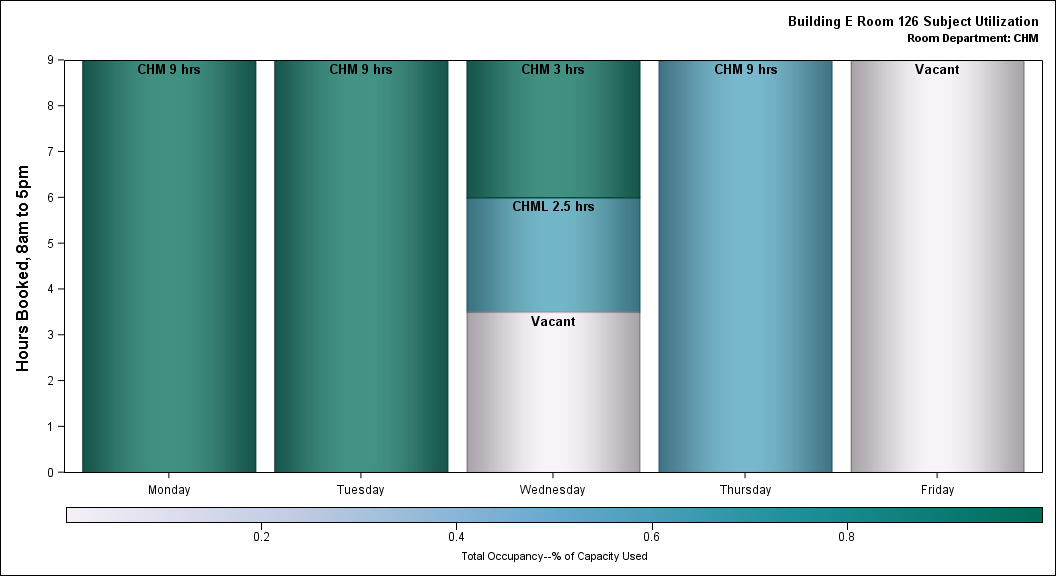 Building E Room 126 Subject Utilization
Room Department: CHM
Hours Booked, 8am to 5pm
9
8
7
6
5
4
3
2
1
0
CHM 9 hrs
CHM 9 hrs
CHM 3 hrs
CHML 2.5 hrs
Vacant
CHM 9 hrs
Vacant
Monday
Tuesday
Wednesday
Thursday
Friday
0.2
0.4
0.6
0.8
Total Occupancy--% of Capacity Used